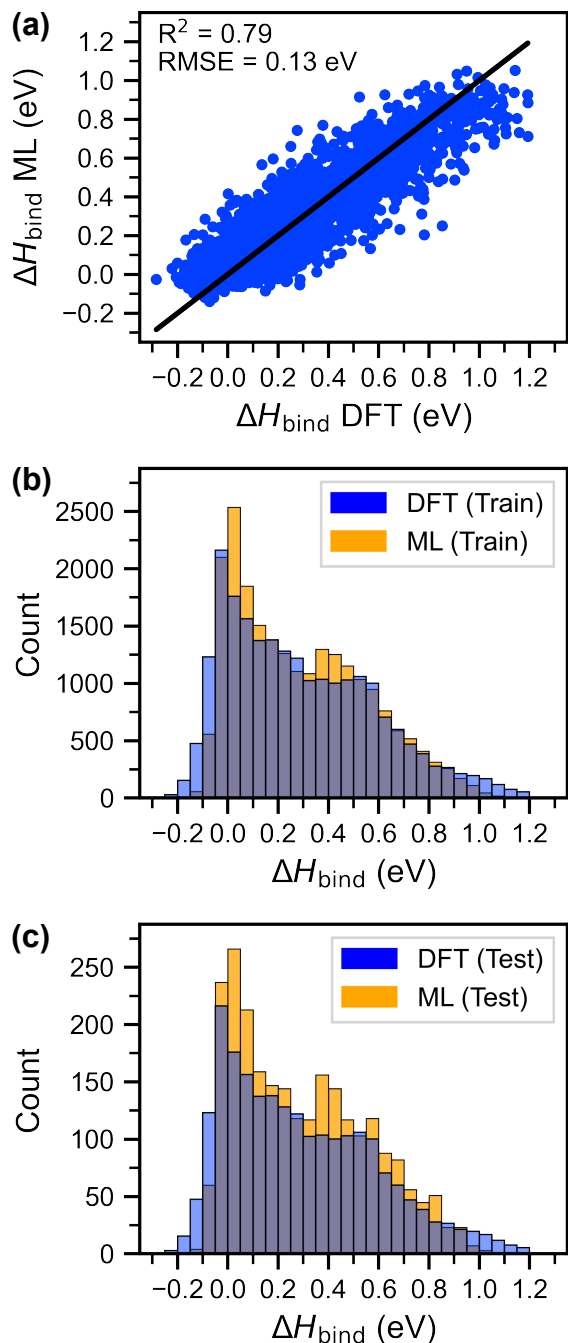 (a)
R² = 0.79
RMSE = 0.13 eV
ΔH_bind ML (eV)
1.2
1.0
0.8
0.6
0.4
0.2
0.0
−0.2
−0.2 0.0 0.2 0.4 0.6 0.8 1.0 1.2
ΔH_bind DFT (eV)
(b)
DFT (Train)
ML (Train)
Count
2500
2000
1500
1000
500
0
−0.2 0.0 0.2 0.4 0.6 0.8 1.0 1.2
ΔH_bind (eV)
(c)
DFT (Test)
ML (Test)
Count
250
200
150
100
50
0
−0.2 0.0 0.2 0.4 0.6 0.8 1.0 1.2
ΔH_bind (eV)